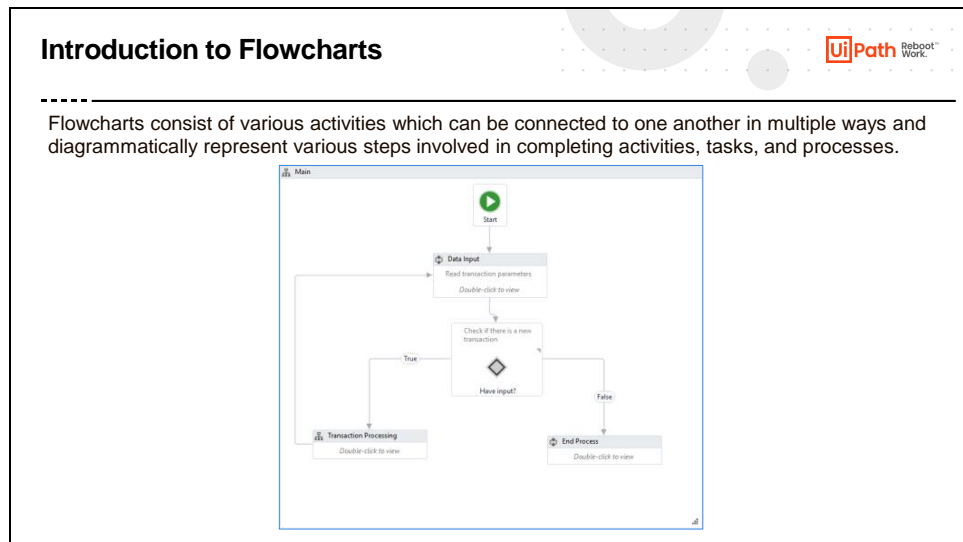 Introduction to Flowcharts
UiPath Reboot™
Work.
Flowcharts consist of various activities which can be connected to one another in multiple ways and
diagrammatically represent various steps involved in completing activities, tasks, and processes.
Main
Start
Data Input
Read transaction parameters
Double-click to view
Check if there is a new
transaction
True
Have input?
False
Transaction Processing
Double-click to view
End Process
Double-click to view